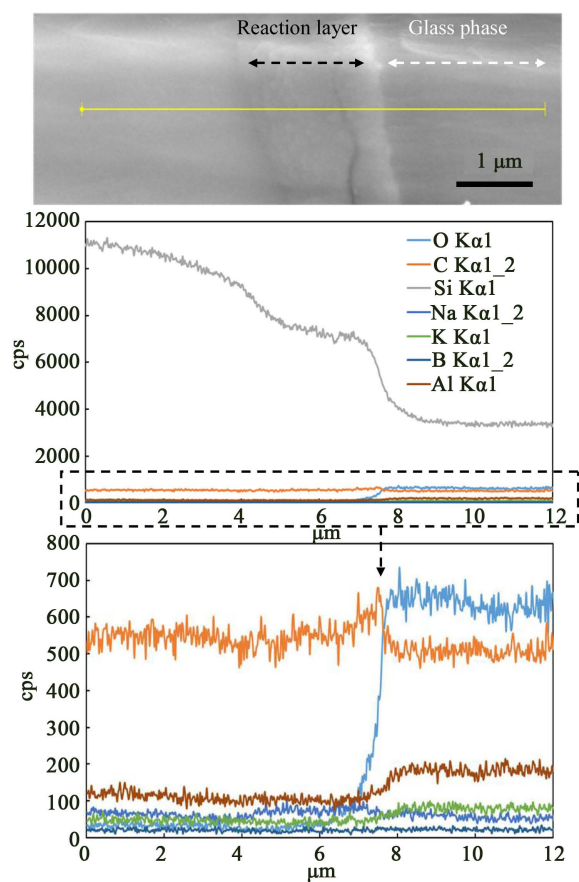 Reaction layer
Glass phase
1 μm
12000
10000
8000
6000
4000
2000
0
cps
O Kα1
C Kα1_2
Si Kα1
Na Kα1_2
K Kα1
B Kα1_2
Al Kα1
0 2 4 6 8 10 12
μm
800
700
600
500
400
300
200
100
0
cps
0 2 4 6 8 10 12
μm